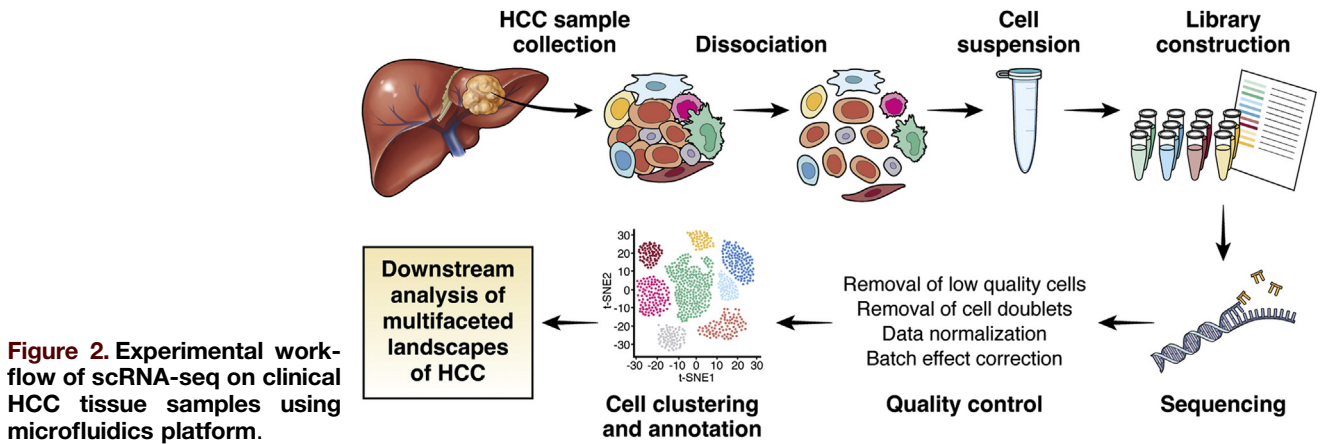 HCC sample
collection
Dissociation
Cell
suspension
Library
construction
Downstream
analysis of
multifaceted
landscapes
of HCC
t-SNE2
30
20
10
0
-10
-20
-30
-30 -20 -10 0 10 20 30
t-SNE1
Cell clustering
and annotation
Removal of low quality cells
Removal of cell doublets
Data normalization
Batch effect correction
Quality control
Sequencing
Figure 2. Experimental work-
flow of scRNA-seq on clinical
HCC tissue samples using
microfluidics platform.